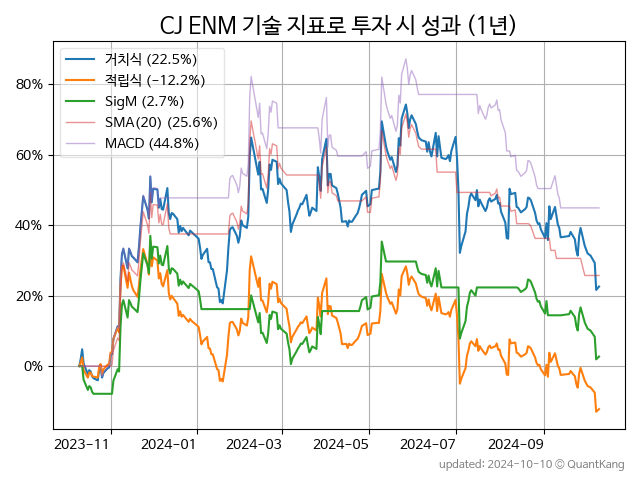 CJ ENM 기술 지표로 투자 시 성과 (1년)
거치식 (22.5%)
적립식 (-12.2%)
SigM (2.7%)
SMA(20) (25.6%)
MACD (44.8%)
80%
60%
40%
20%
0%
2023-11 2024-01 2024-03 2024-05 2024-07 2024-09
updated: 2024-10-10 © QuantKang